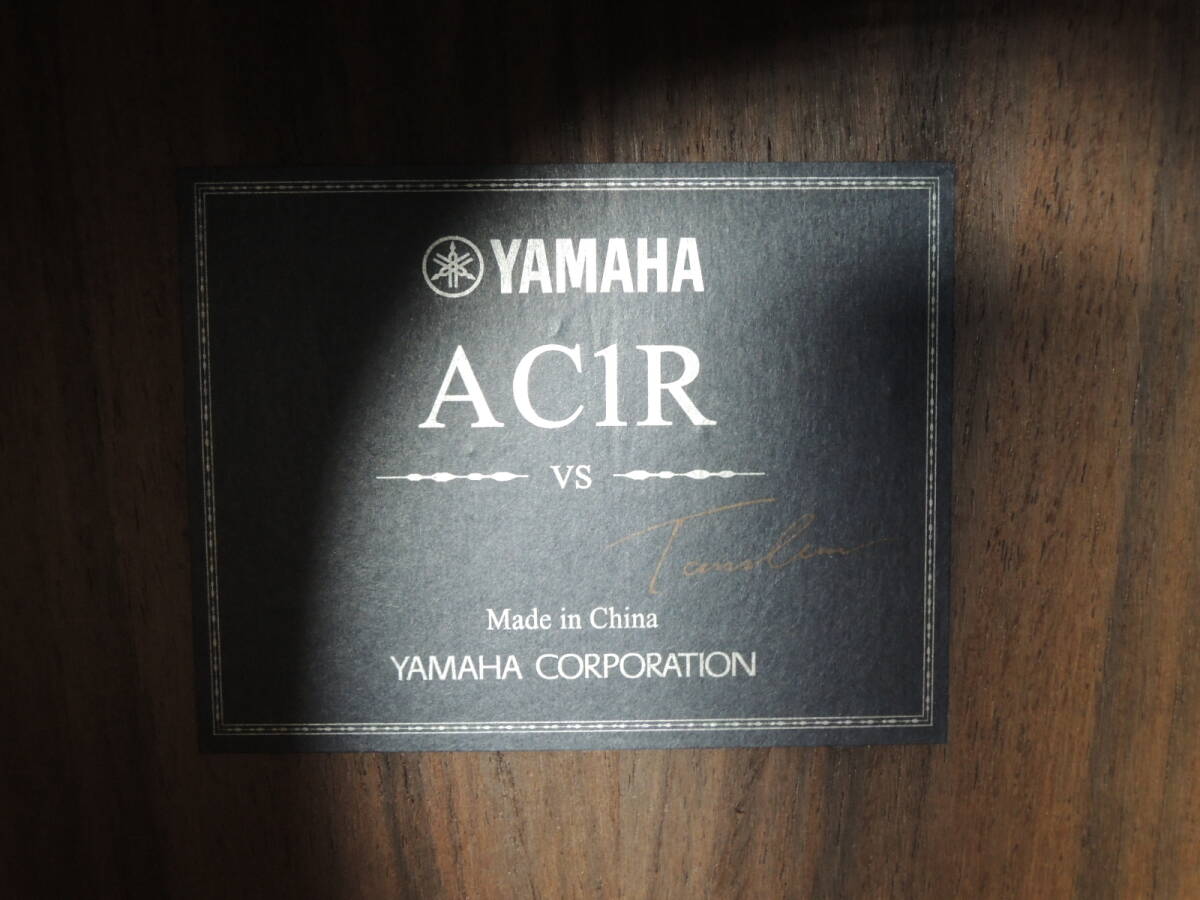 YAMAHA
AC1R
VS
Made in China
YAMAHA CORPORATION